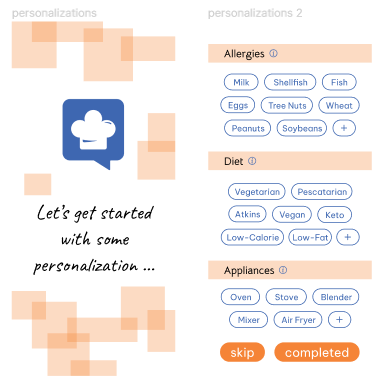 personalizations
Let's get started
with some
personalization ...
personalizations 2
Allergies ⓘ
Milk Shellfish Fish
Eggs Tree Nuts Wheat
Peanuts Soybeans +
Diet ⓘ
Vegetarian Pescatarian
Atkins Vegan Keto
Low-Calorie Low-Fat +
Appliances ⓘ
Oven Stove Blender
Mixer Air Fryer +
skip completed